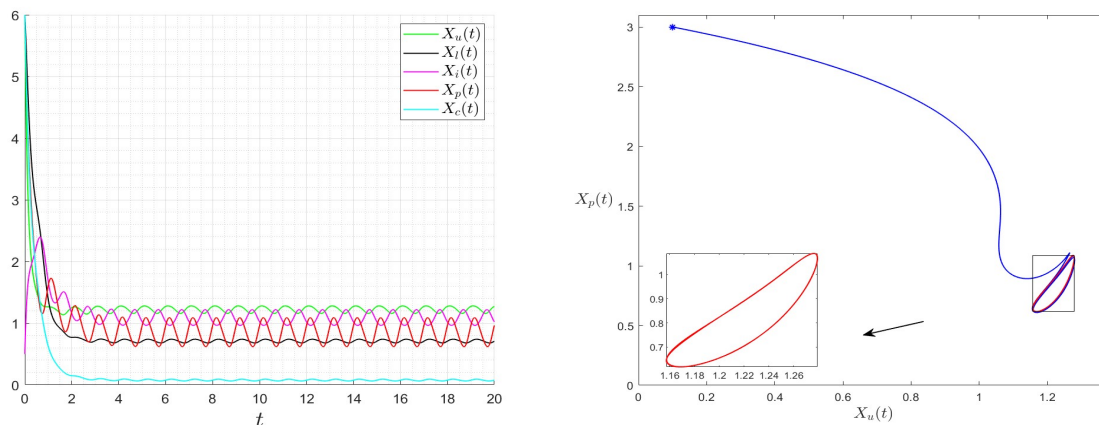 6
5
4
3
2
1
0
0 2 4 6 8 10 12 14 16 18 20
t
X_u(t)
X_l(t)
X_i(t)
X_p(t)
X_c(t)
3
2.5
2
1.5
1
0.5
0
X_p(t)
0 0.2 0.4 0.6 0.8 1 1.2
X_u(t)
1
0.9
0.8
0.7
1.16 1.18 1.2 1.22 1.24 1.26